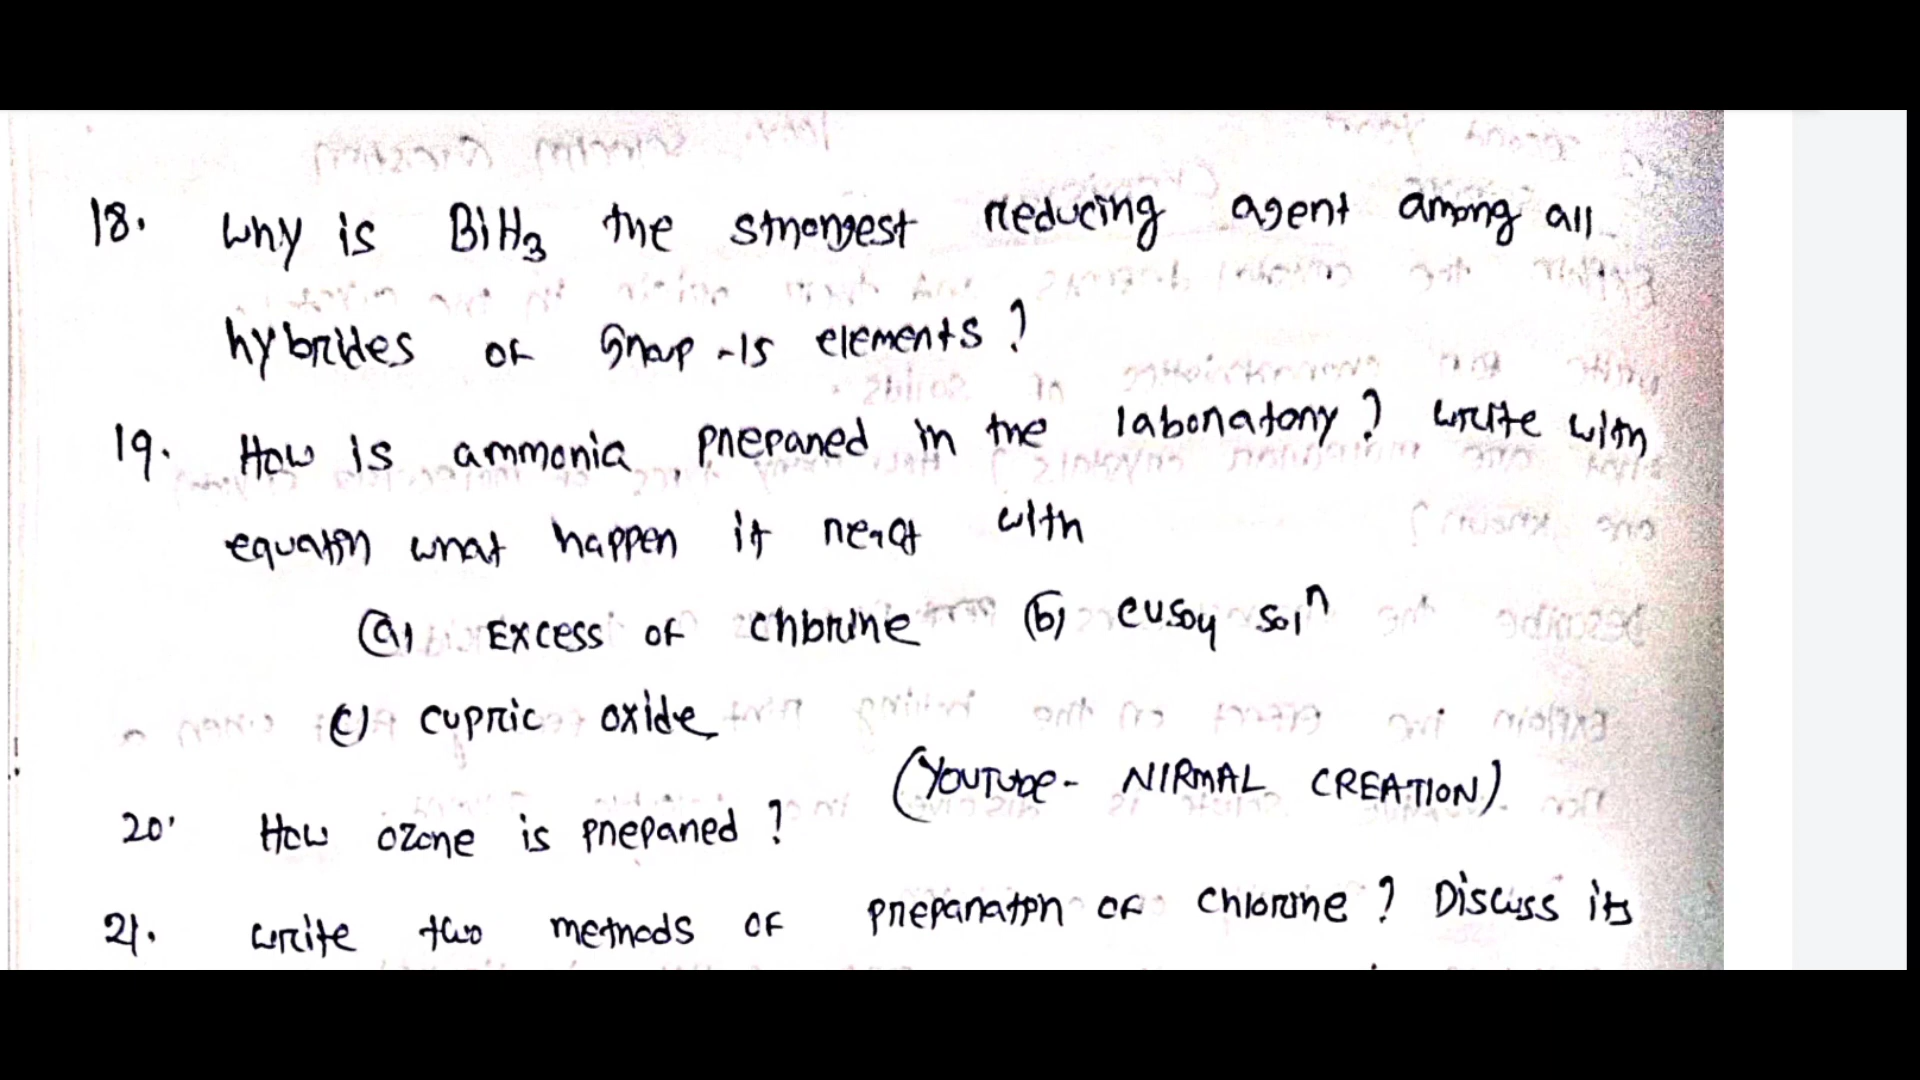 18. Why is BiH3 the strongest reducing agent among all
hybrides of Group-15 elements?
19. How is ammonia prepared in the laboratory? Write with
equation what happen it react with
(a) Excess of chlorine (b) cuso4 soln
(c) cupric oxide
(YOUTUBE- NIRMAL CREATION)
20. How ozone is prepared?
21. write two methods of preparation of chlorine? Discuss its